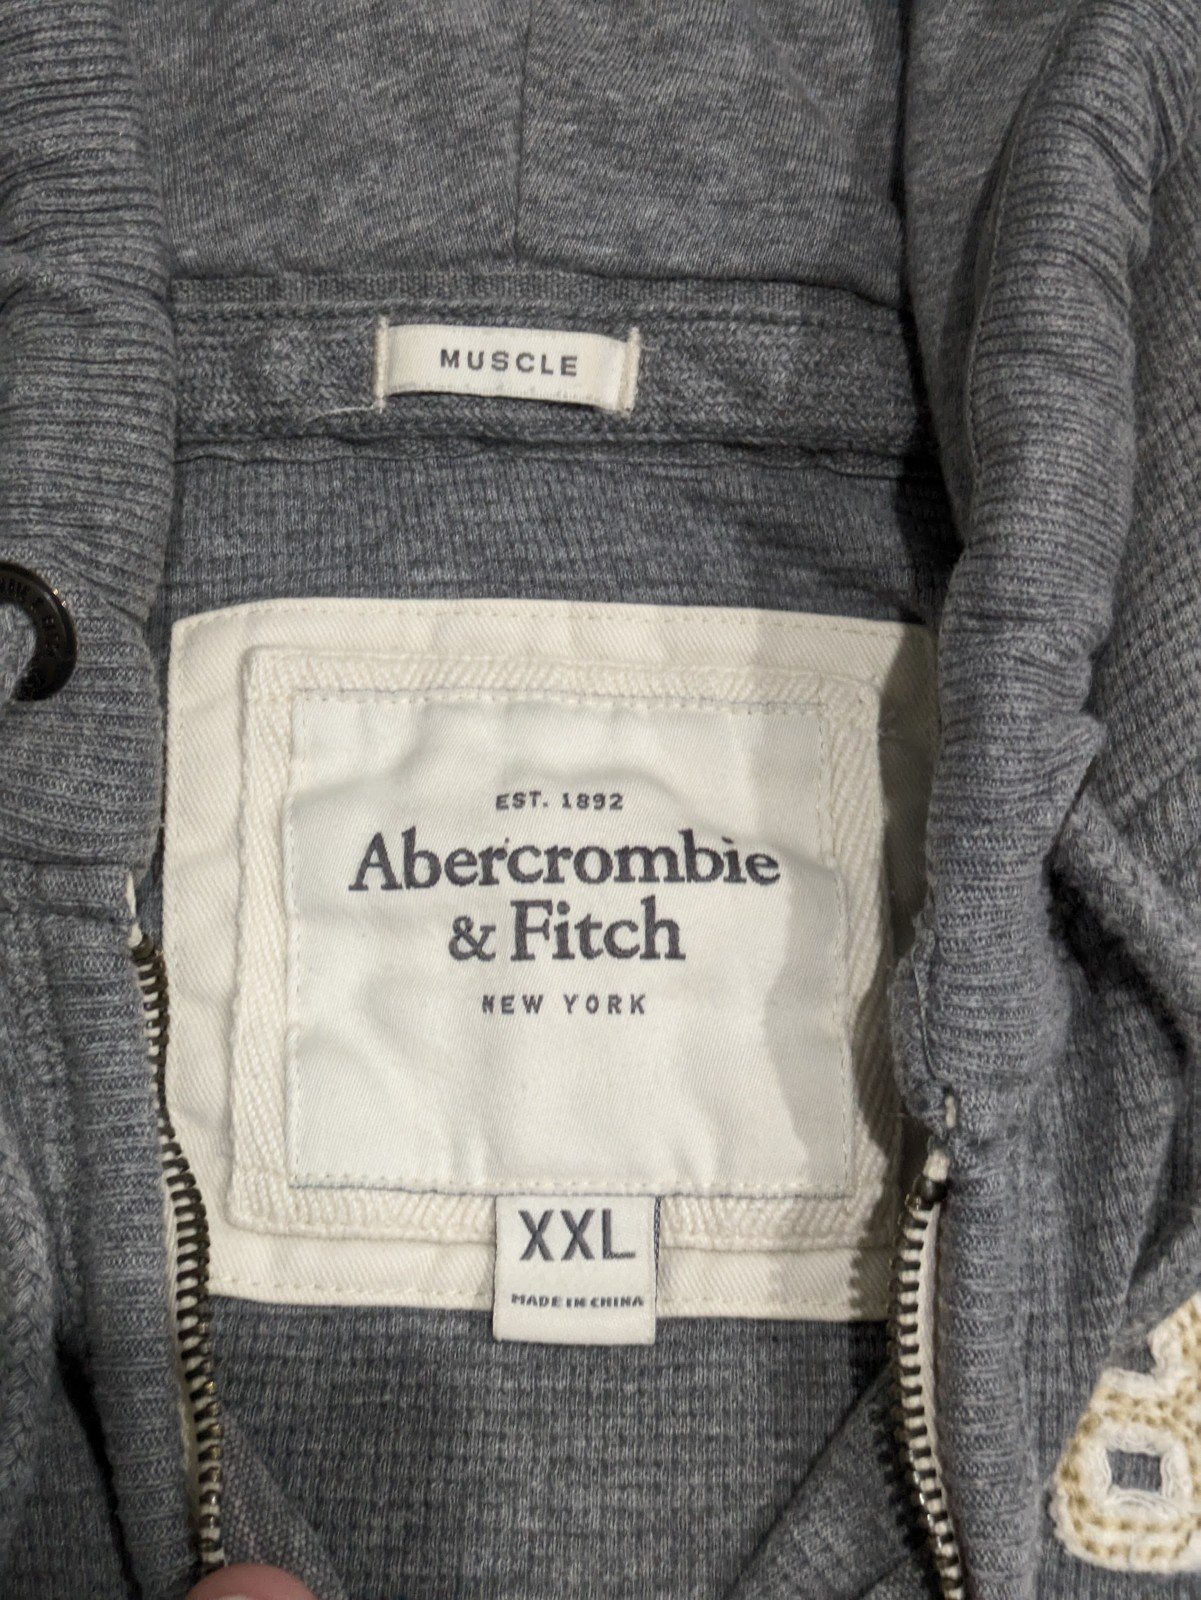 MUSCLE
EST. 1892
Abercrombie
& Fitch
NEW YORK
XXL
MADE IN CHINA